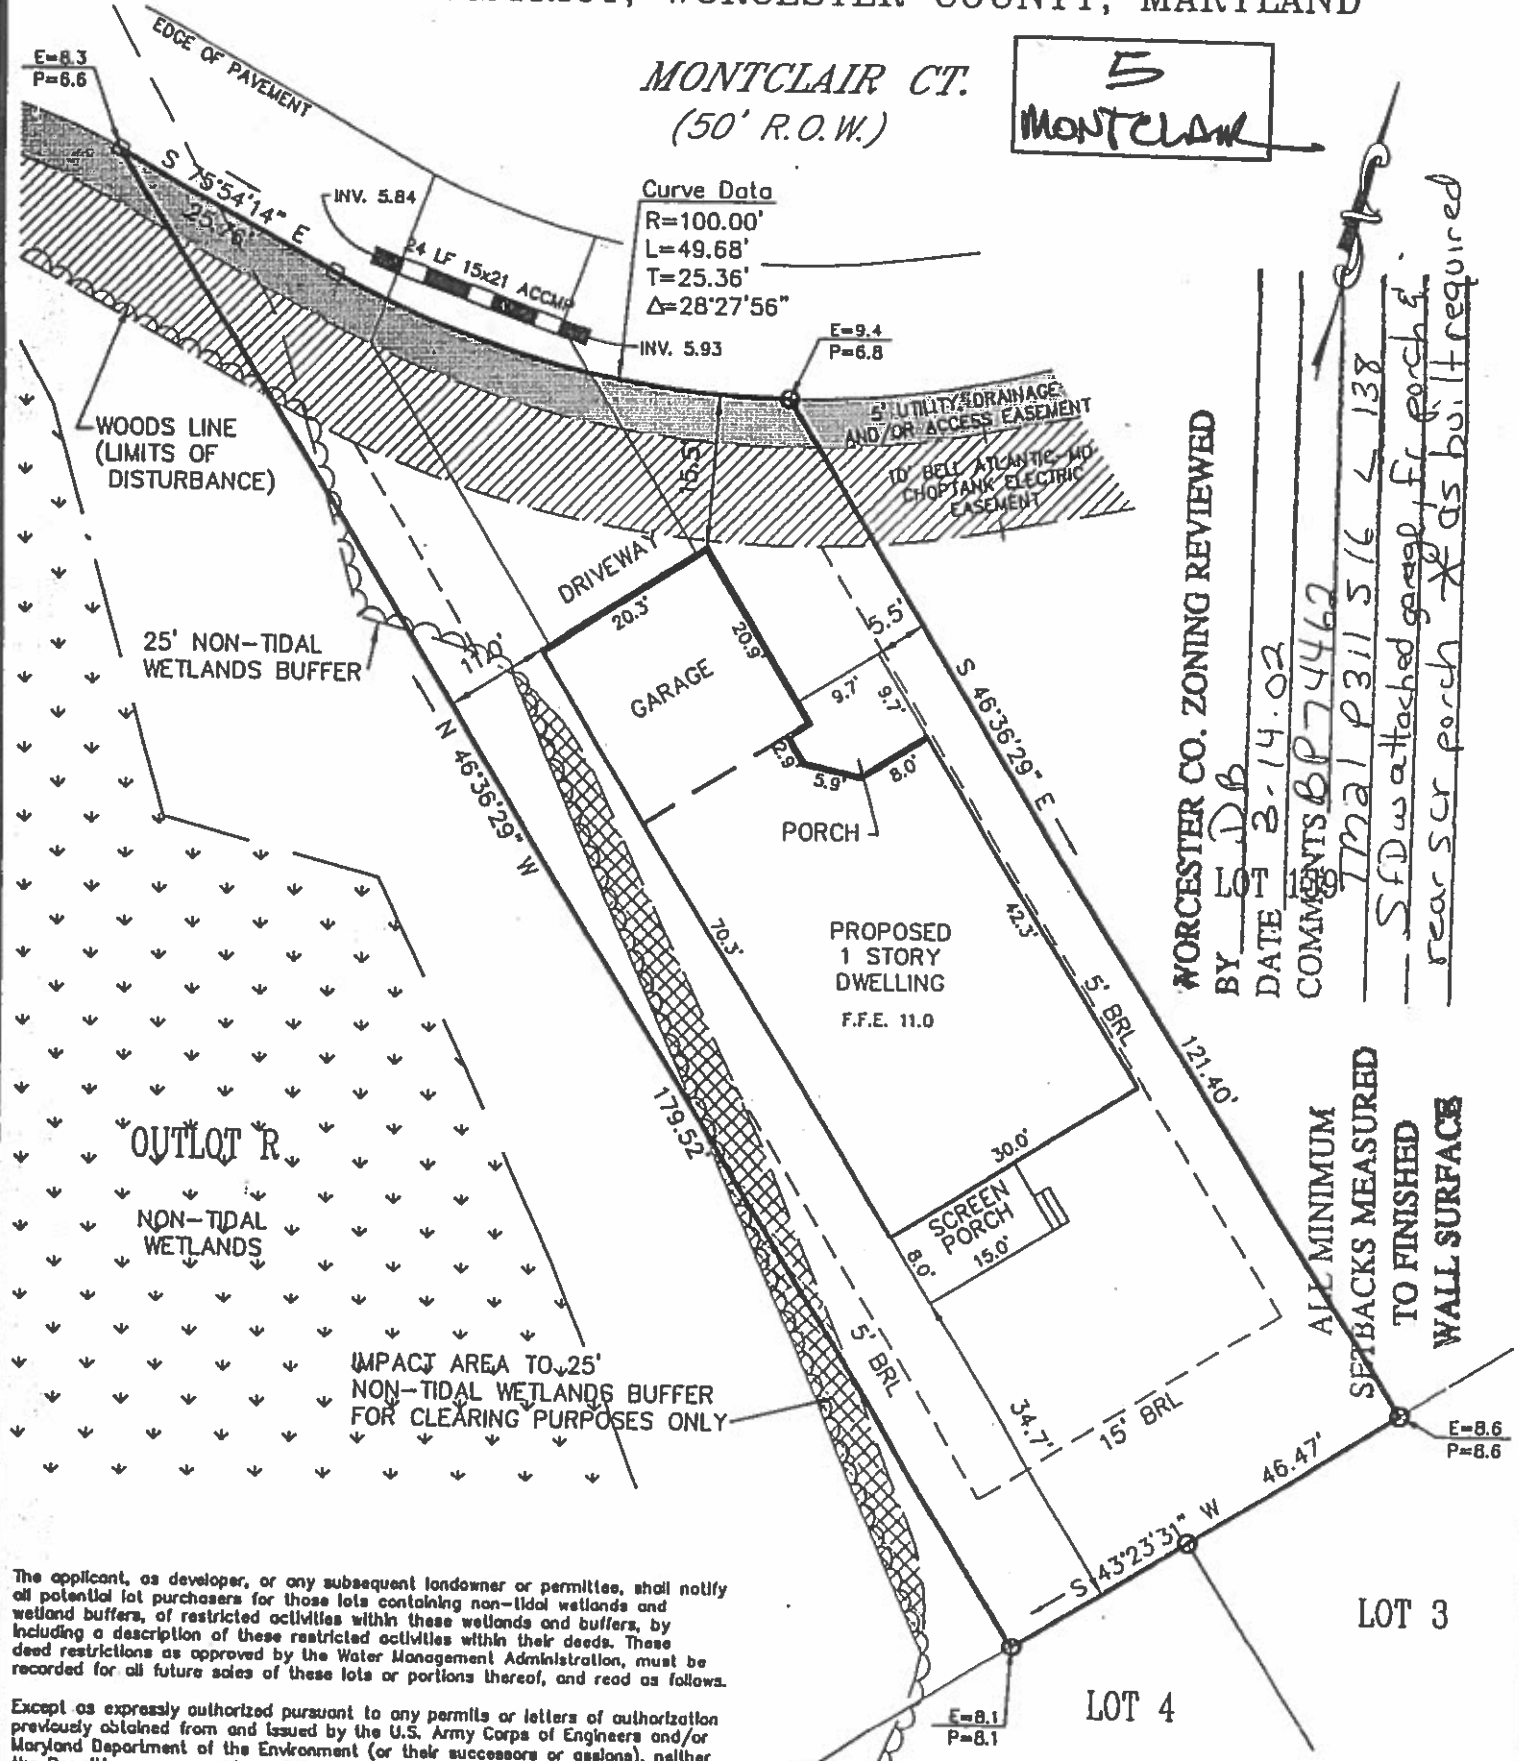 WORCESTER COUNTY, MARYLAND
EDGE OF PAVEMENT
E=8.3
P=6.6
MONTCLAIR CT.
(50' R.O.W.)
5
MONTCLAIR
S 75°54'14" E
25.76'
INV. 5.84
24 LF 15x21 ACCMP
INV. 5.93
Curve Data
R=100.00'
L=49.68'
T=25.36'
Δ=28°27'56"
E=9.4
P=6.8
5' UTILITY, DRAINAGE
AND/OR ACCESS EASEMENT
10' BELL ATLANTIC-MD
CHOPTANK ELECTRIC
EASEMENT
WOODS LINE
(LIMITS OF
DISTURBANCE)
15.5'
DRIVEWAY
20.3'
20.9'
GARAGE
5.5'
9.7'
9.7'
25' NON-TIDAL
WETLANDS BUFFER
11.0'
N 46°36'29" W
S 46°36'29" E
2.9'
5.9'
8.0'
PORCH
70.3'
42.3'
PROPOSED
1 STORY
DWELLING
F.F.E. 11.0
5' BRL
121.40'
179.52'
30.0'
SCREEN
PORCH
8.0'
15.0'
OUTLOT R
NON-TIDAL
WETLANDS
IMPACT AREA TO 25'
NON-TIDAL WETLANDS BUFFER
FOR CLEARING PURPOSES ONLY
5' BRL
34.7'
15' BRL
46.47'
S 43°23'31" W
E=8.6
P=8.6
LOT 3
LOT 4
E=8.1
P=8.1
WORCESTER CO. ZONING REVIEWED
BY DB
LOT
DATE 3.14.02
COMMENTS BP74462
TM21 P311 S16 L 138
SFD w attached garage, fr porch &
rear scr porch * as built required
ALL MINIMUM
SETBACKS MEASURED
TO FINISHED
WALL SURFACE
The applicant, as developer, or any subsequent landowner or permittee, shall notify
all potential lot purchasers for those lots containing non-tidal wetlands and
wetland buffers, of restricted activities within these wetlands and buffers, by
including a description of these restricted activities within their deeds. These
deed restrictions as approved by the Water Management Administration, must be
recorded for all future sales of these lots or portions thereof, and read as follows.
Except as expressly authorized pursuant to any permits or letters of authorization
previously obtained from and issued by the U.S. Army Corps of Engineers and/or
Maryland Department of the Environment (or their successors or assigns), neither